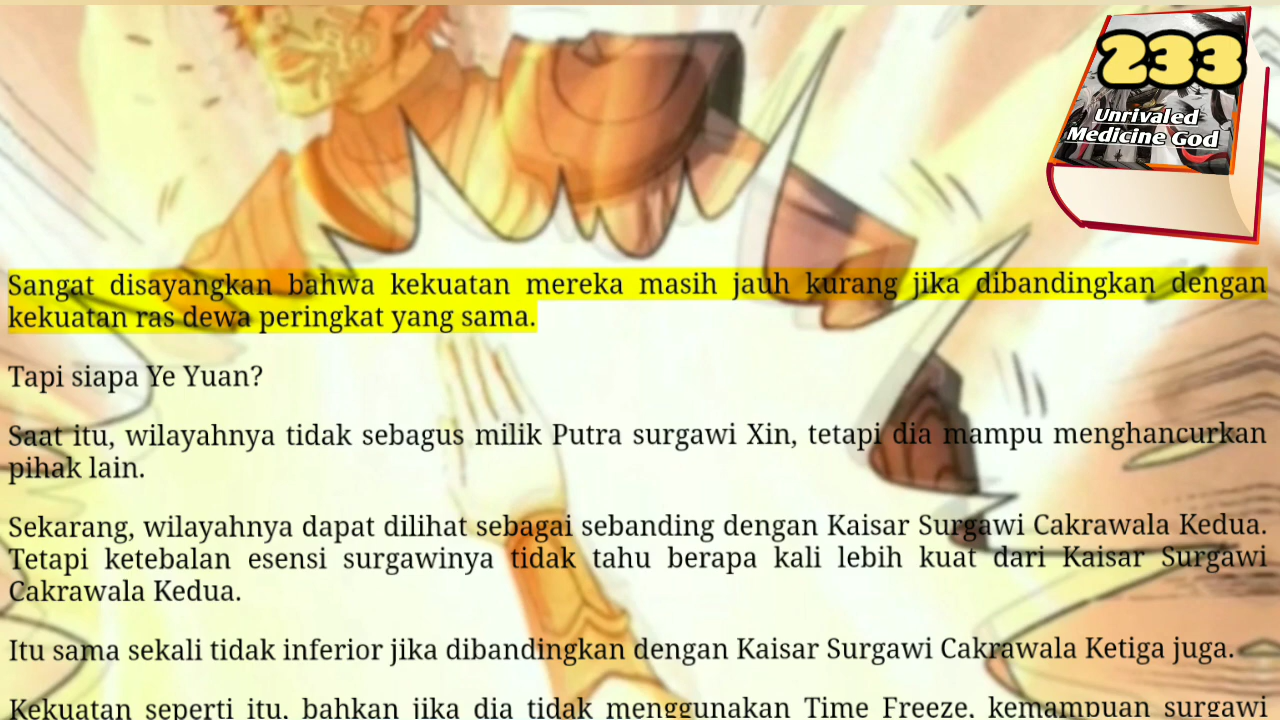 233
Unrivaled
Medicine God
Sangat disayangkan bahwa kekuatan mereka masih jauh kurang jika dibandingkan dengan
kekuatan ras dewa peringkat yang sama.
Tapi siapa Ye Yuan?
Saat itu, wilayahnya tidak sebagus milik Putra surgawi Xin, tetapi dia mampu menghancurkan
pihak lain.
Sekarang, wilayahnya dapat dilihat sebagai sebanding dengan Kaisar Surgawi Cakrawala Kedua.
Tetapi ketebalan esensi surgawinya tidak tahu berapa kali lebih kuat dari Kaisar Surgawi
Cakrawala Kedua.
Itu sama sekali tidak inferior jika dibandingkan dengan Kaisar Surgawi Cakrawala Ketiga juga.
Kekuatan seperti itu, bahkan jika dia tidak menggunakan Time Freeze, kemampuan surgawi